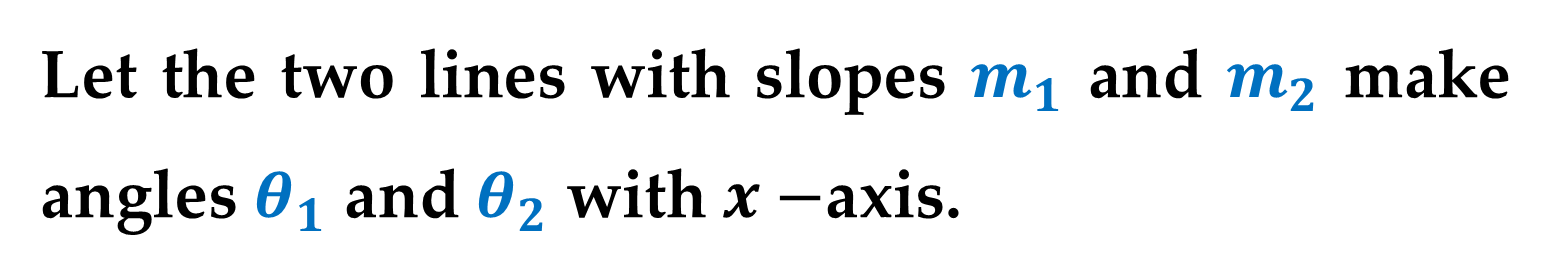 Let the two lines with slopes m₁ and m₂ make
angles θ₁ and θ₂ with x −axis.